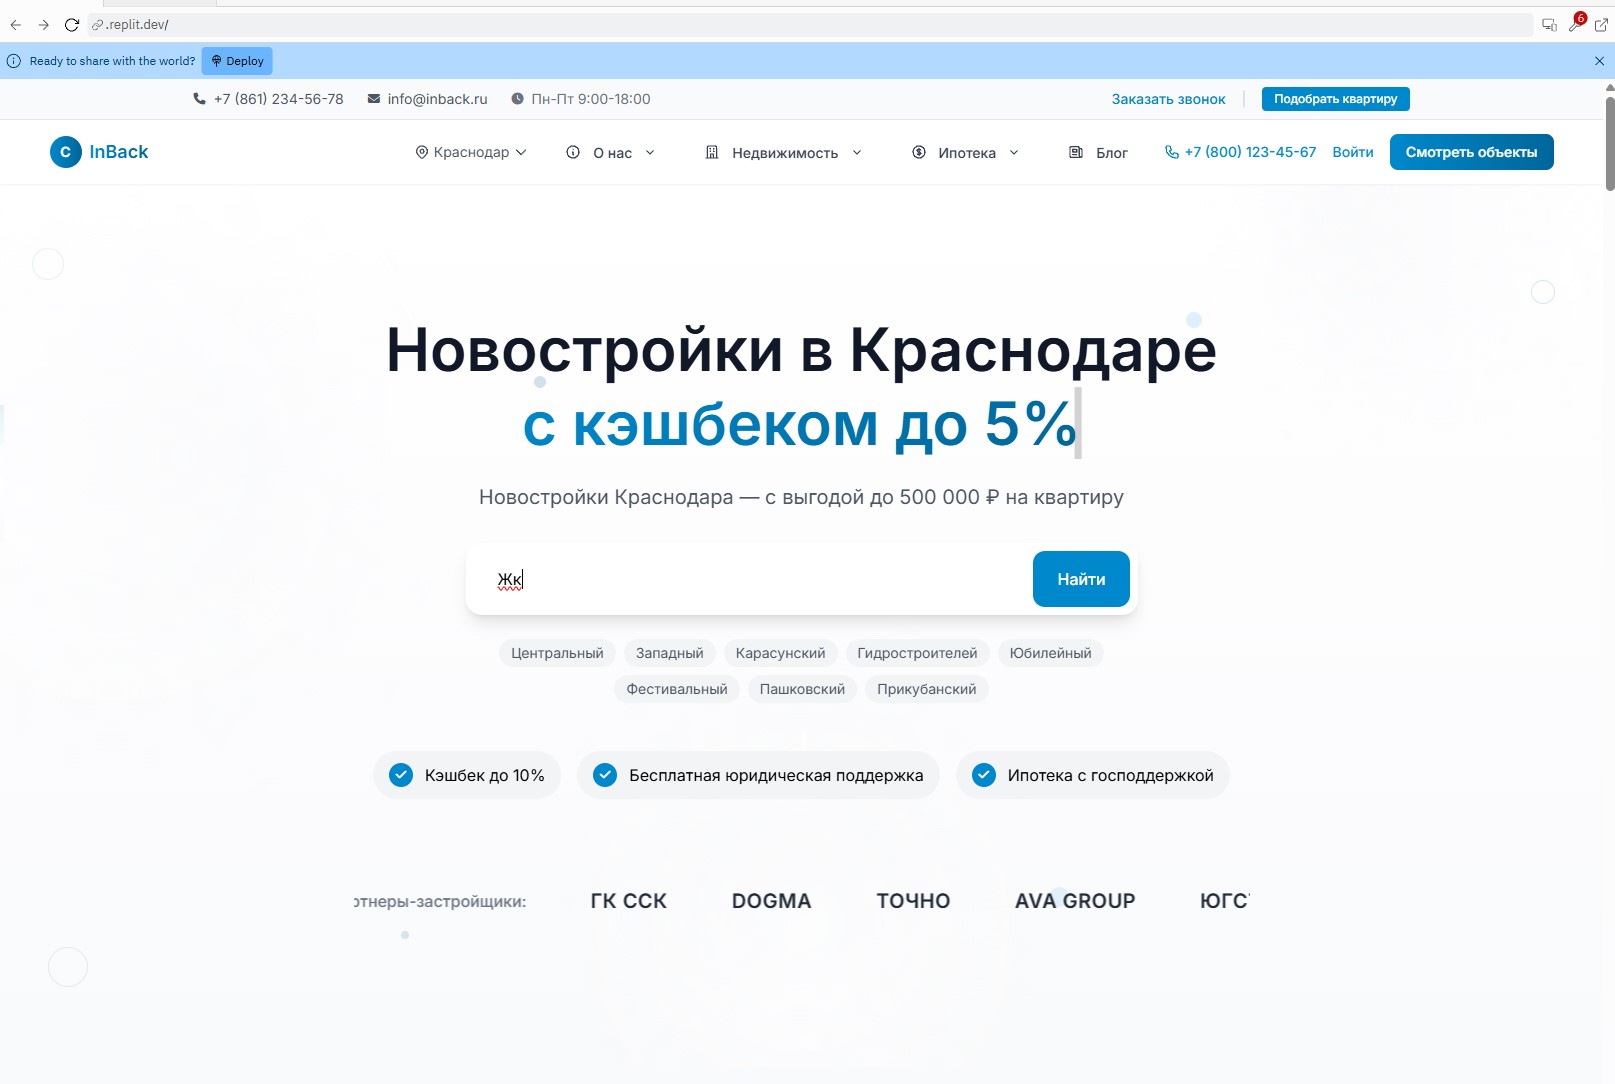 .replit.dev/
6
Ready to share with the world?
Deploy
+7 (861) 234-56-78
info@inback.ru
Пн-Пт 9:00-18:00
Заказать звонок
Подобрать квартиру
C
InBack
Краснодар
О нас
Недвижимость
Ипотека
Блог
+7 (800) 123-45-67
Войти
Смотреть объекты
Новостройки в Краснодаре
с кэшбеком до 5%
Новостройки Краснодара — с выгодой до 500 000 ₽ на квартиру
Жк
Найти
Центральный
Западный
Карасунский
Гидростроителей
Юбилейный
Фестивальный
Пашковский
Прикубанский
Кэшбек до 10%
Бесплатная юридическая поддержка
Ипотека с господдержкой
ртнеры-застройщики:
ГК ССК
DOGMA
ТОЧНО
AVA GROUP
ЮГС